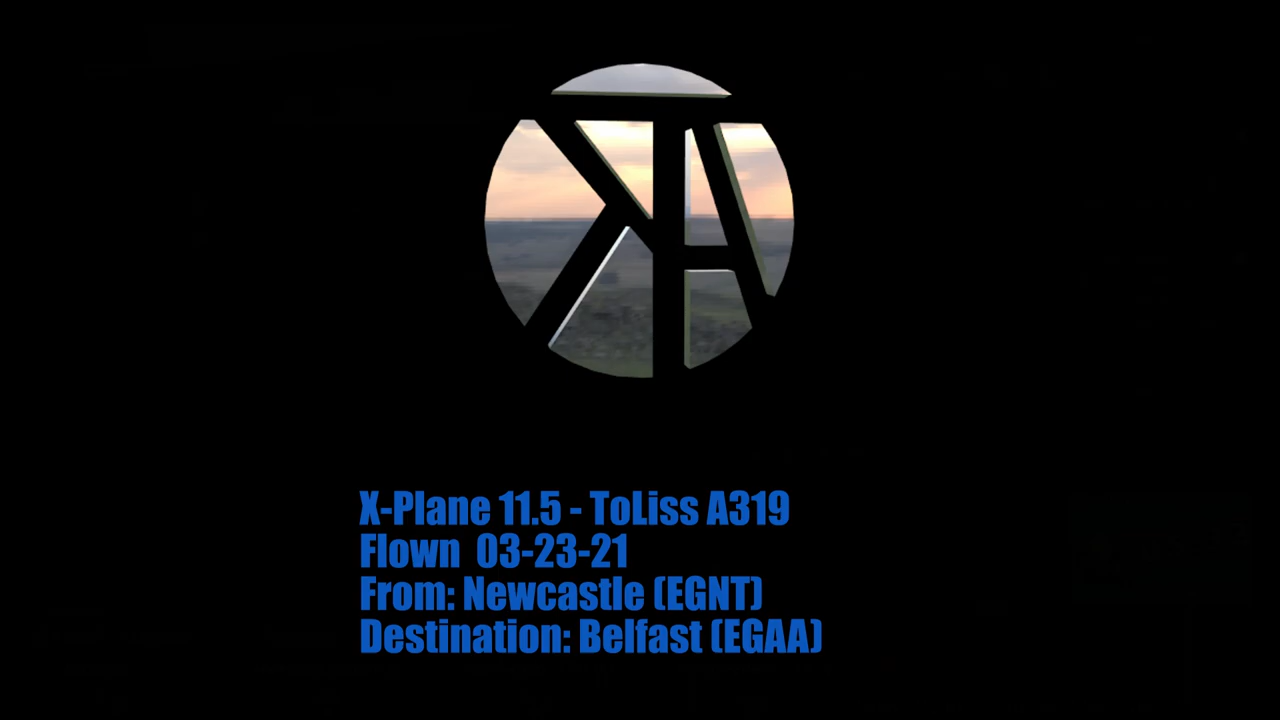 X-Plane 11.5 - ToLiss A319
Flown 03-23-21
From: Newcastle (EGNT)
Destination: Belfast (EGAA)